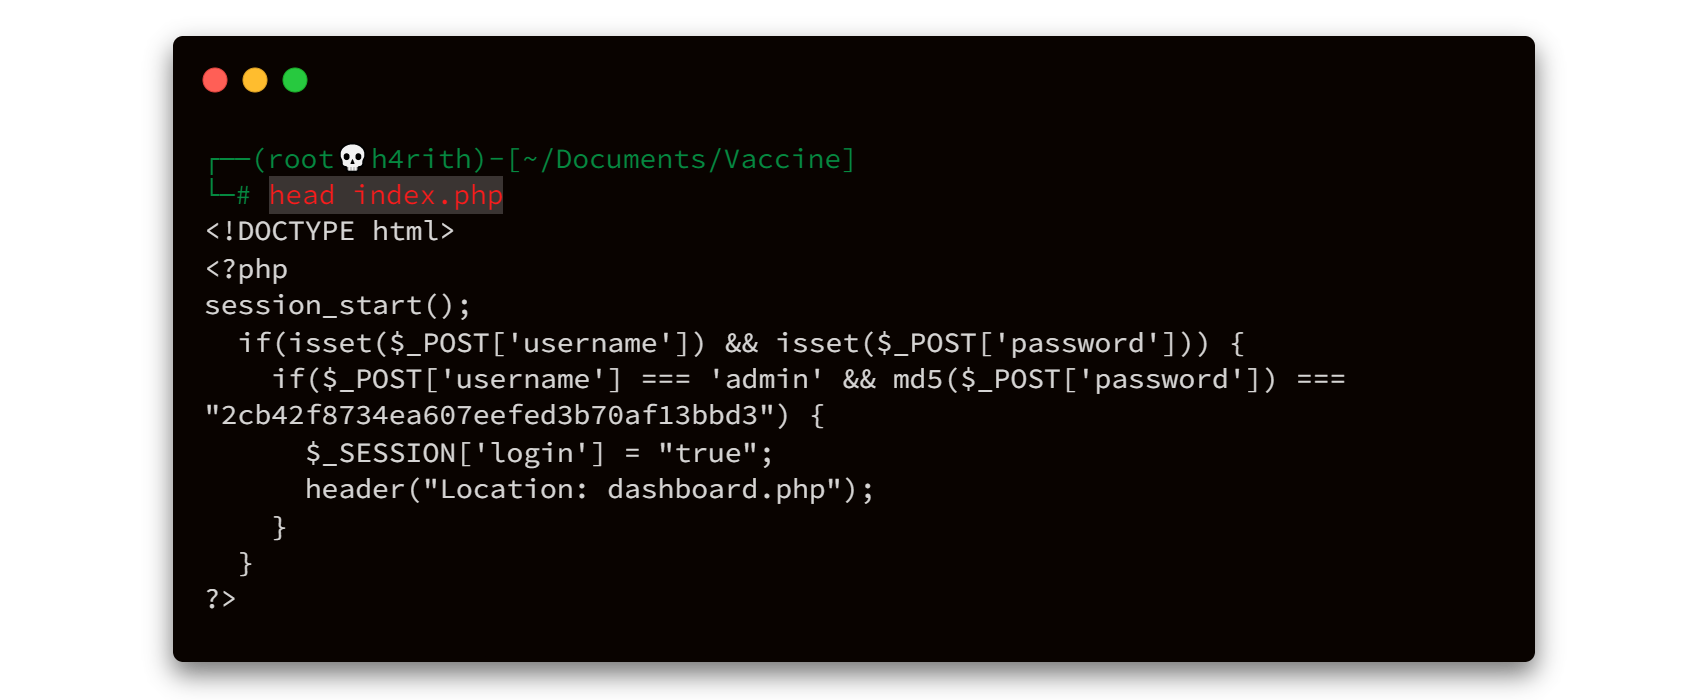 ┌──(root💀h4rith)-[~/Documents/Vaccine]
└─# head index.php
<!DOCTYPE html>
<?php
session_start();
  if(isset($_POST['username']) && isset($_POST['password'])) {
    if($_POST['username'] === 'admin' && md5($_POST['password']) ===
"2cb42f8734ea607eefed3b70af13bbd3") {
      $_SESSION['login'] = "true";
      header("Location: dashboard.php");
    }
  }
?>